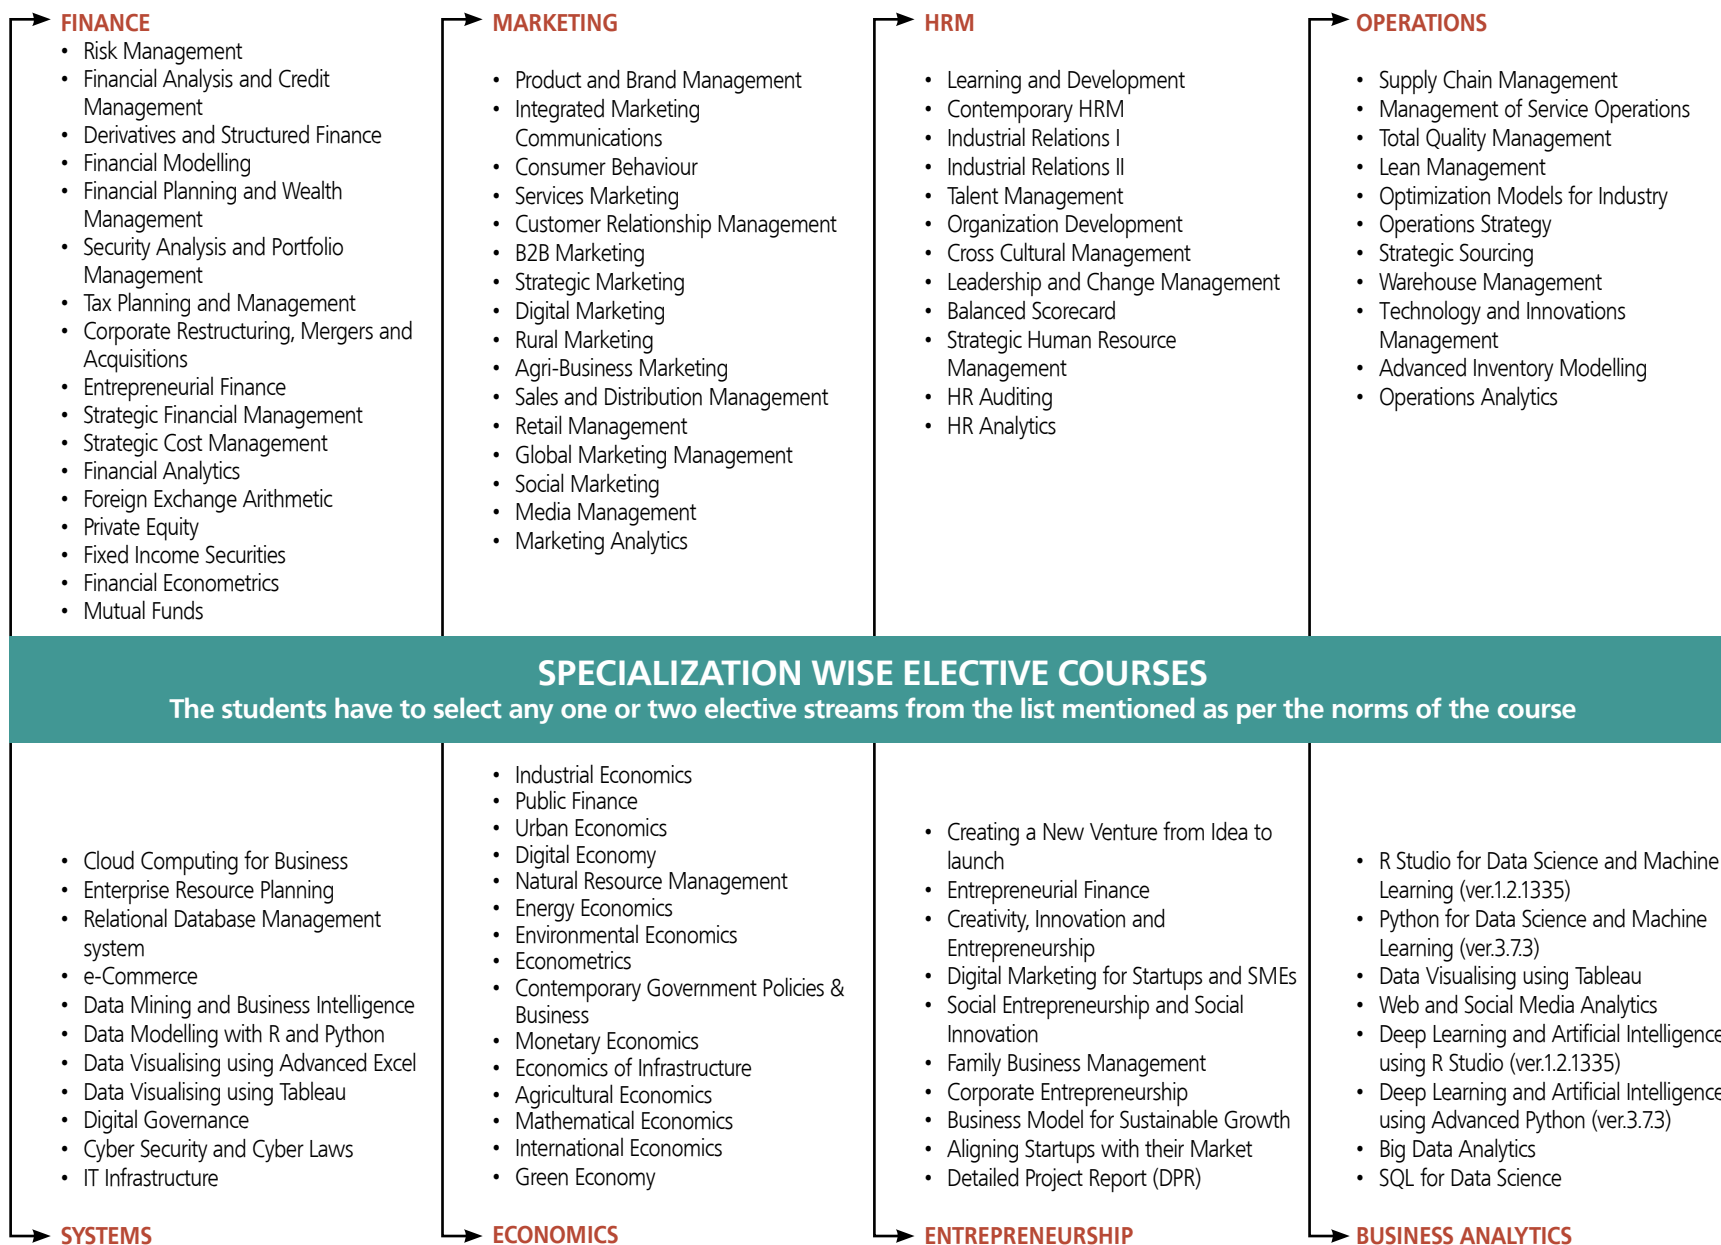 FINANCE
• Risk Management
• Financial Analysis and Credit
Management
• Derivatives and Structured Finance
• Financial Modelling
• Financial Planning and Wealth
Management
• Security Analysis and Portfolio
Management
• Tax Planning and Management
• Corporate Restructuring, Mergers and
Acquisitions
• Entrepreneurial Finance
• Strategic Financial Management
• Strategic Cost Management
• Financial Analytics
• Foreign Exchange Arithmetic
• Private Equity
• Fixed Income Securities
• Financial Econometrics
• Mutual Funds
MARKETING
• Product and Brand Management
• Integrated Marketing
Communications
• Consumer Behaviour
• Services Marketing
• Customer Relationship Management
• B2B Marketing
• Strategic Marketing
• Digital Marketing
• Rural Marketing
• Agri-Business Marketing
• Sales and Distribution Management
• Retail Management
• Global Marketing Management
• Social Marketing
• Media Management
• Marketing Analytics
HRM
• Learning and Development
• Contemporary HRM
• Industrial Relations I
• Industrial Relations II
• Talent Management
• Organization Development
• Cross Cultural Management
• Leadership and Change Management
• Balanced Scorecard
• Strategic Human Resource
Management
• HR Auditing
• HR Analytics
OPERATIONS
• Supply Chain Management
• Management of Service Operations
• Total Quality Management
• Lean Management
• Optimization Models for Industry
• Operations Strategy
• Strategic Sourcing
• Warehouse Management
• Technology and Innovations
Management
• Advanced Inventory Modelling
• Operations Analytics
SPECIALIZATION WISE ELECTIVE COURSES
The students have to select any one or two elective streams from the list mentioned as per the norms of the course
• Cloud Computing for Business
• Enterprise Resource Planning
• Relational Database Management
system
• e-Commerce
• Data Mining and Business Intelligence
• Data Modelling with R and Python
• Data Visualising using Advanced Excel
• Data Visualising using Tableau
• Digital Governance
• Cyber Security and Cyber Laws
• IT Infrastructure
SYSTEMS
• Industrial Economics
• Public Finance
• Urban Economics
• Digital Economy
• Natural Resource Management
• Energy Economics
• Environmental Economics
• Econometrics
• Contemporary Government Policies &
Business
• Monetary Economics
• Economics of Infrastructure
• Agricultural Economics
• Mathematical Economics
• International Economics
• Green Economy
ECONOMICS
• Creating a New Venture from Idea to
launch
• Entrepreneurial Finance
• Creativity, Innovation and
Entrepreneurship
• Digital Marketing for Startups and SMEs
• Social Entrepreneurship and Social
Innovation
• Family Business Management
• Corporate Entrepreneurship
• Business Model for Sustainable Growth
• Aligning Startups with their Market
• Detailed Project Report (DPR)
ENTREPRENEURSHIP
• R Studio for Data Science and Machine
Learning (ver.1.2.1335)
• Python for Data Science and Machine
Learning (ver.3.7.3)
• Data Visualising using Tableau
• Web and Social Media Analytics
• Deep Learning and Artificial Intelligence
using R Studio (ver.1.2.1335)
• Deep Learning and Artificial Intelligence
using Advanced Python (ver.3.7.3)
• Big Data Analytics
• SQL for Data Science
BUSINESS ANALYTICS